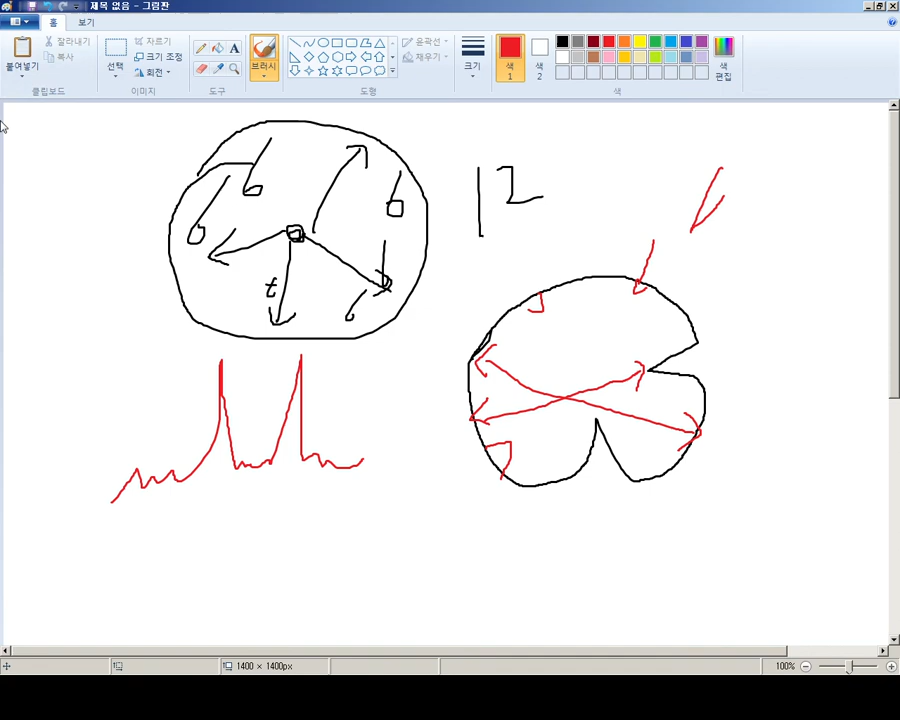 제목 없음 - 그림판
홈 보기
붙여넣기 잘라내기 복사 선택 자르기 크기 조정 회전 A 브러시 윤곽선 채우기 크기 색 1 색 2 색 편집
클립보드 이미지 도구 도형 색
12
t
1400 × 1400px 100%